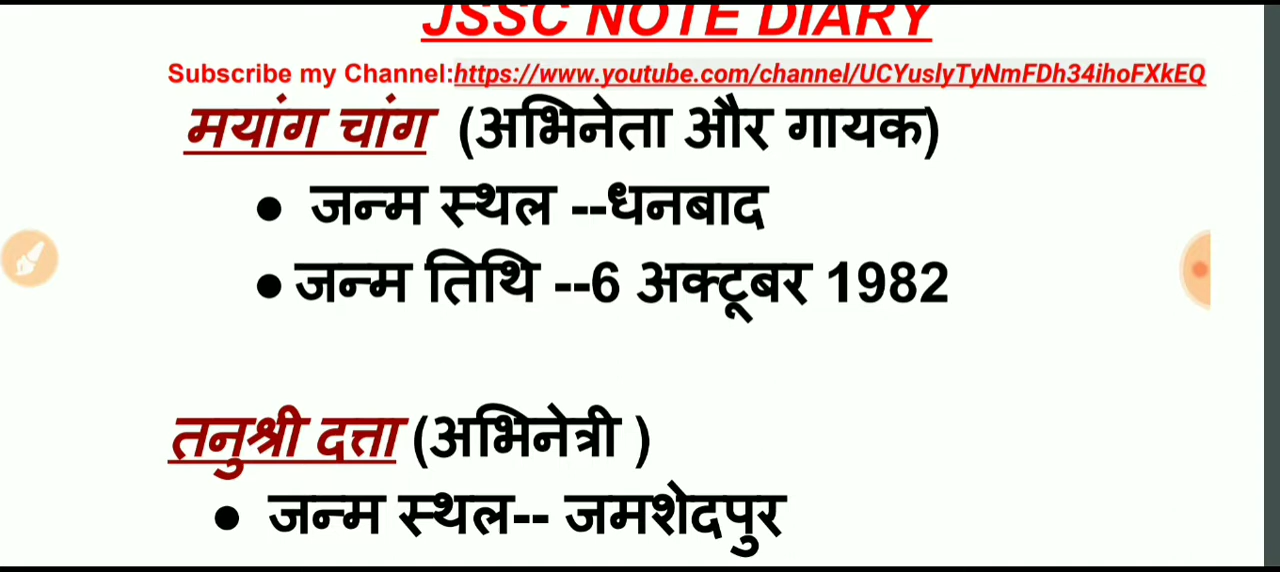 JSSC NOTE DIARY
Subscribe my Channel:https://www.youtube.com/channel/UCYuslyTyNmFDh34ihoFXkEQ
मयांग चांग (अभिनेता और गायक)
● जन्म स्थल --धनबाद
● जन्म तिथि --6 अक्टूबर 1982
तनुश्री दत्ता (अभिनेत्री )
● जन्म स्थल-- जमशेदपुर